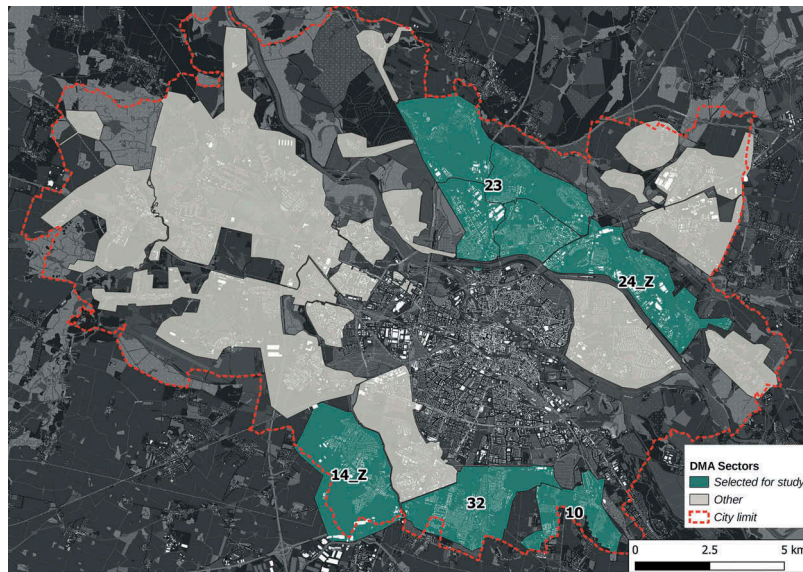 23
24_Z
14_Z
32
10
DMA Sectors
Selected for study
Other
City limit
0 2.5 5 km